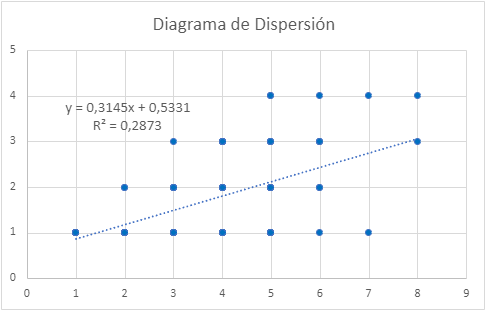 Diagrama de Dispersión
5
4
y = 0,3145x + 0,5331
R² = 0,2873
3
2
1
0
0 1 2 3 4 5 6 7 8 9